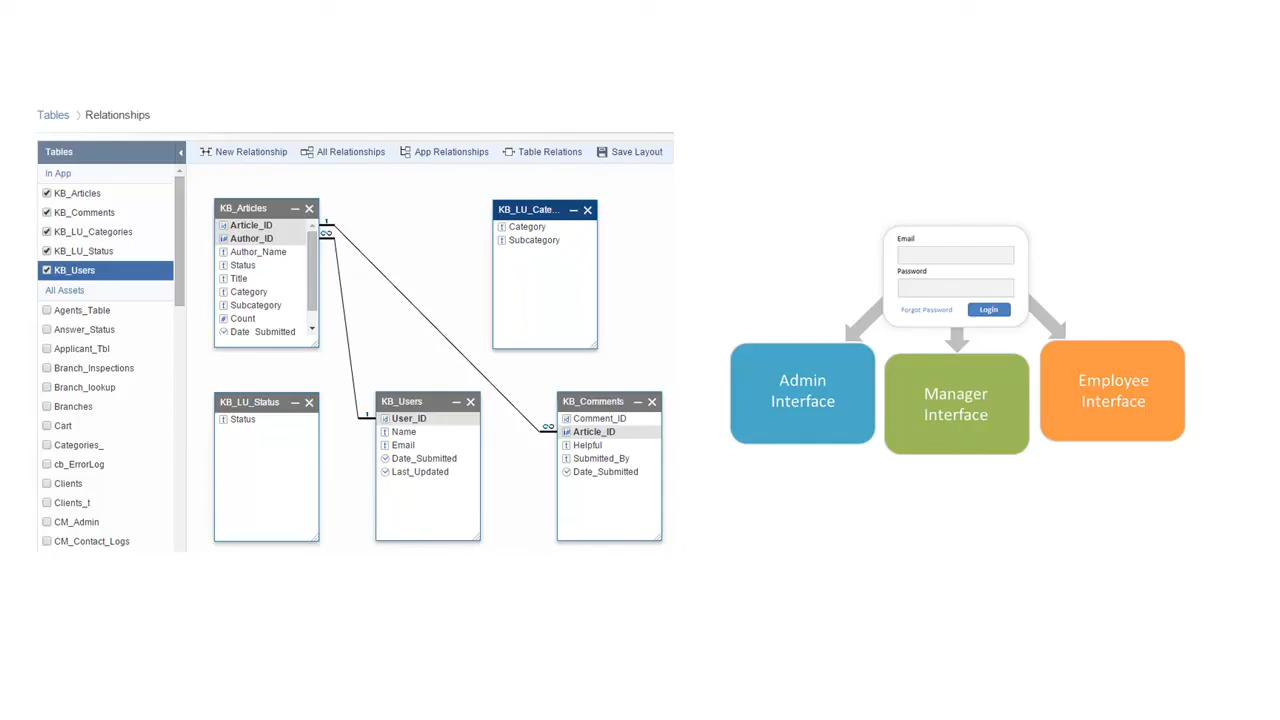 Tables > Relationships
Tables
In App
KB_Articles
KB_Comments
KB_LU_Categories
KB_LU_Status
KB_Users
All Assets
Agents_Table
Answer_Status
Applicant_Tbl
Branch_Inspections
Branch_lookup
Branches
Cart
Categories_
cb_ErrorLog
Clients
Clients_t
CM_Admin
CM_Contact_Logs
New Relationship All Relationships App Relationships Table Relations Save Layout
KB_Articles
Article_ID
Author_ID
Author_Name
Status
Title
Category
Subcategory
Count
Date_Submitted
1
∞
KB_LU_Cate...
Category
Subcategory
KB_LU_Status
Status
1
KB_Users
User_ID
Name
Email
Date_Submitted
Last_Updated
∞
KB_Comments
Comment_ID
Article_ID
Helpful
Submitted_By
Date_Submitted
Email
Password
Forgot Password Login
Admin
Interface
Manager
Interface
Employee
Interface